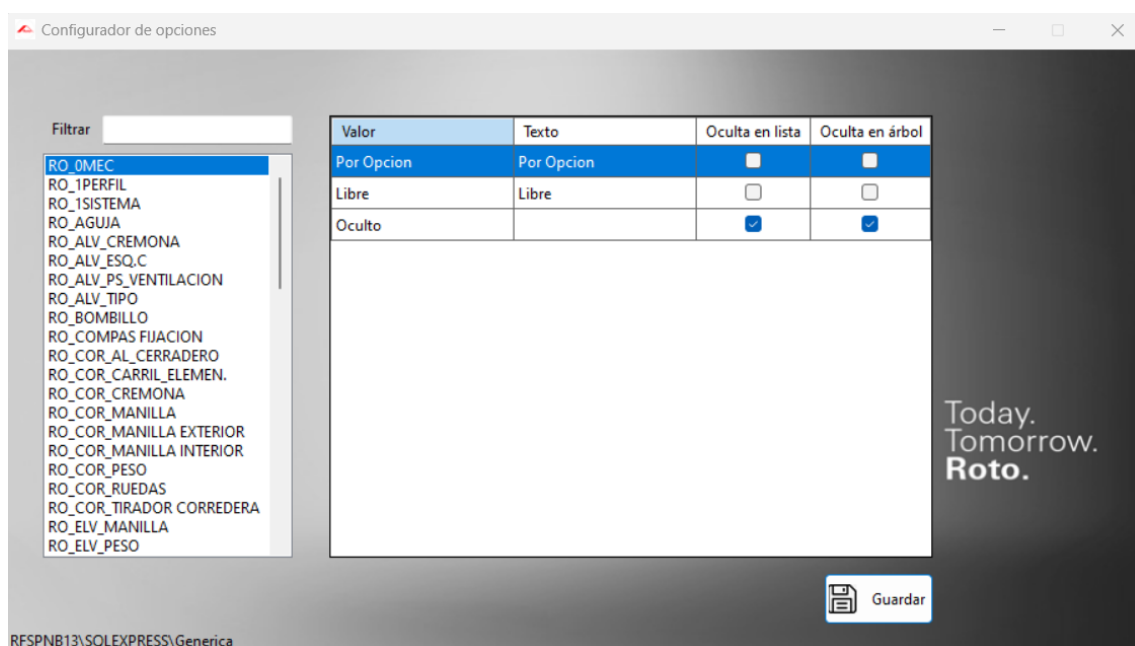 Configurador de opciones
Filtrar
RO_0MEC
RO_1PERFIL
RO_1SISTEMA
RO_AGUJA
RO_ALV_CREMONA
RO_ALV_ESQ.C
RO_ALV_PS_VENTILACION
RO_ALV_TIPO
RO_BOMBILLO
RO_COMPAS FIJACION
RO_COR_AL_CERRADERO
RO_COR_CARRIL_ELEMEN.
RO_COR_CREMONA
RO_COR_MANILLA
RO_COR_MANILLA EXTERIOR
RO_COR_MANILLA INTERIOR
RO_COR_PESO
RO_COR_RUEDAS
RO_COR_TIRADOR CORREDERA
RO_ELV_MANILLA
RO_ELV_PESO
Valor Texto Oculta en lista Oculta en árbol
Por Opcion Por Opcion
Libre Libre
Oculto
Today.
Tomorrow.
Roto.
Guardar
RFSPNB13\SQLEXPRESS\Generica